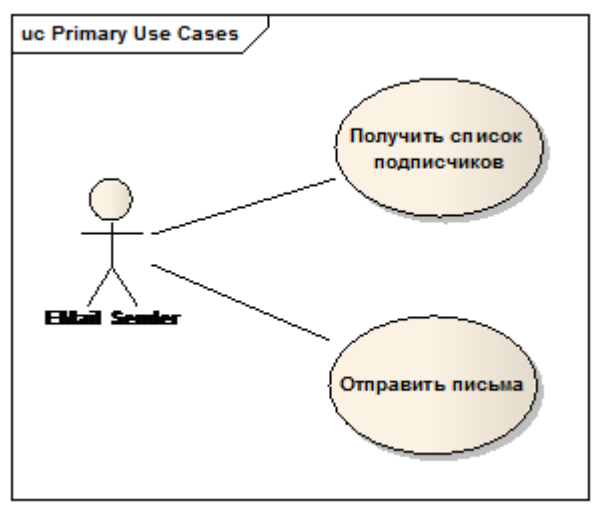 uc Primary Use Cases
Получить список
подписчиков
EMail Sender
Отправить письма